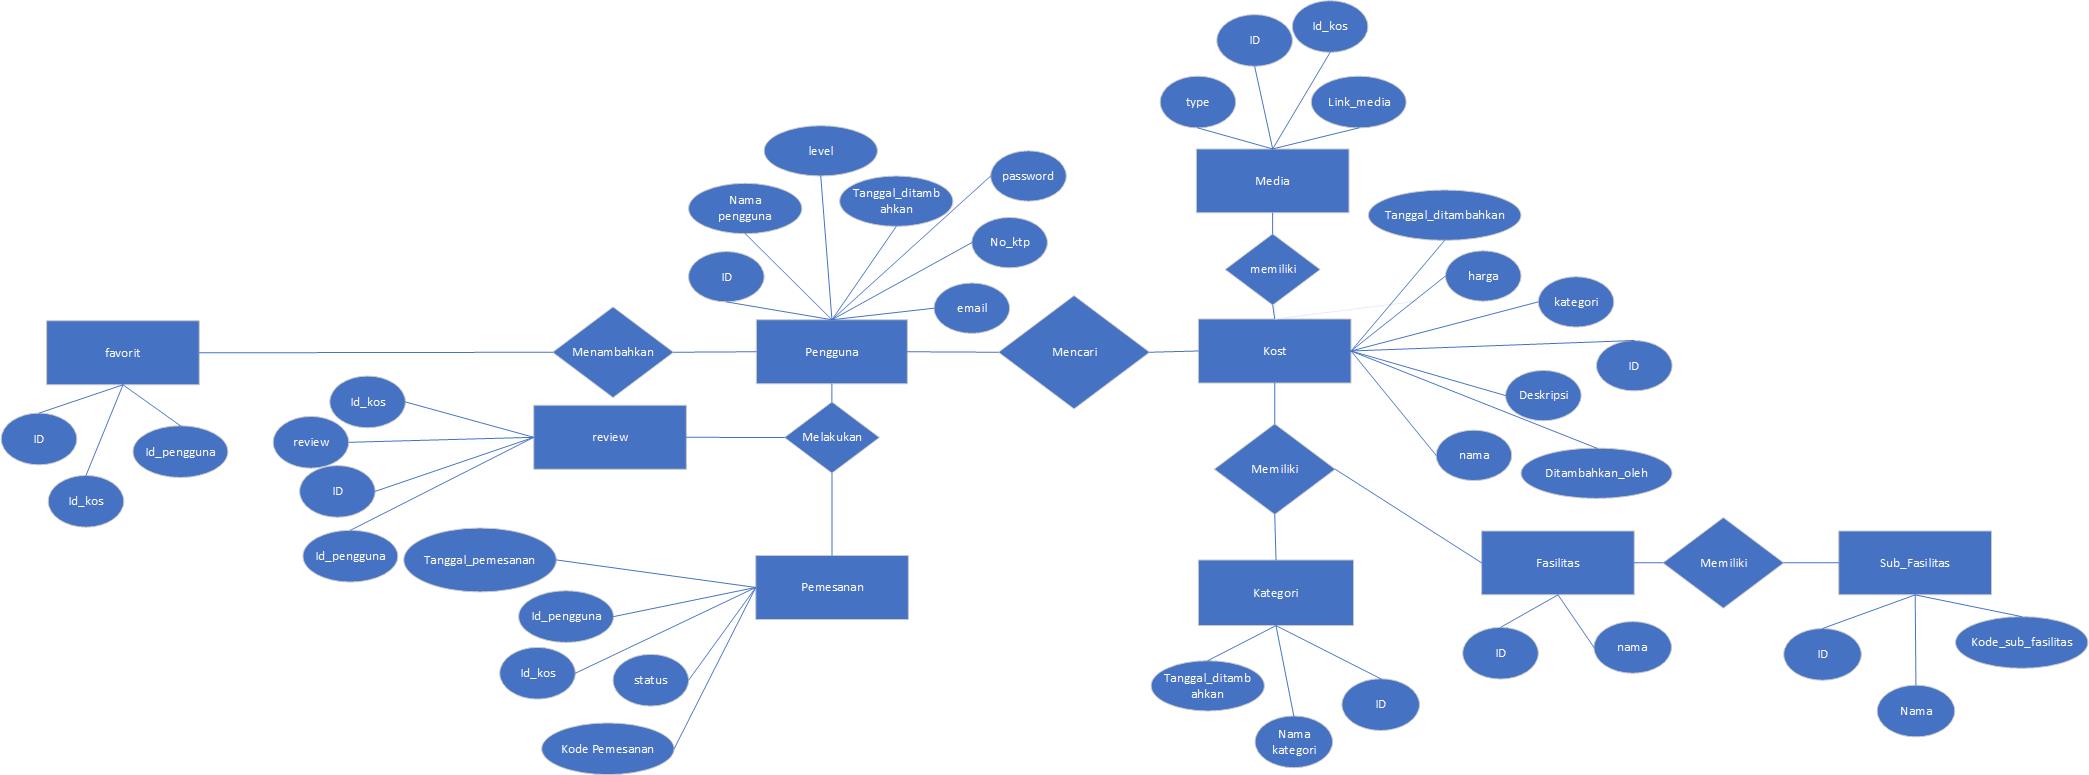 ID
Id_kos
type
Link_media
Media
level
Nama
pengguna
Tanggal_ditamb
ahkan
password
No_ktp
ID
email
Tanggal_ditambahkan
memiliki
harga
kategori
favorit
Menambahkan
Pengguna
Mencari
Kost
ID
Deskripsi
nama
Ditambahkan_oleh
ID
Id_pengguna
Id_kos
Id_kos
review
ID
Id_pengguna
review
Melakukan
Memiliki
Tanggal_pemesanan
Id_pengguna
Id_kos
status
Kode Pemesanan
Pemesanan
Kategori
Fasilitas
Memiliki
Sub_Fasilitas
Tanggal_ditamb
ahkan
Nama
kategori
ID
ID
nama
ID
Kode_sub_fasilitas
Nama